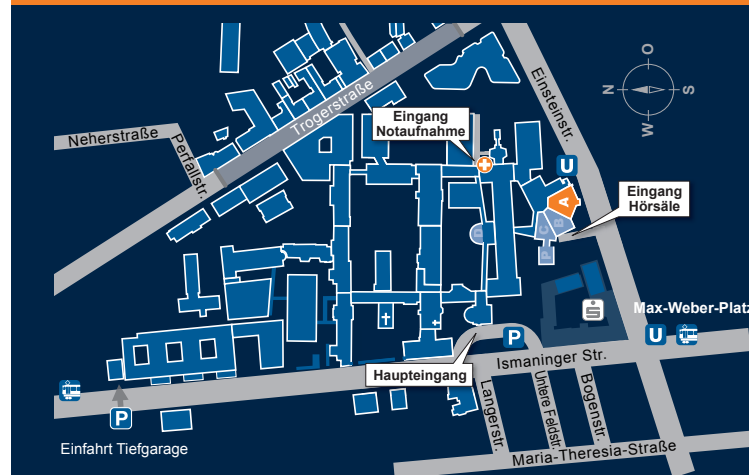 O
N
S
W
Einsteinstr.
Trogerstraße
Neherstraße
Perfallstr.
Eingang
Notaufnahme
U
Eingang
Hörsäle
A
B
C
D
P
S
Max-Weber-Platz
U
P
Haupteingang
Ismaninger Str.
Langerstr.
Untere Feldstr.
Bogenstr.
Maria-Theresia-Straße
P
Einfahrt Tiefgarage